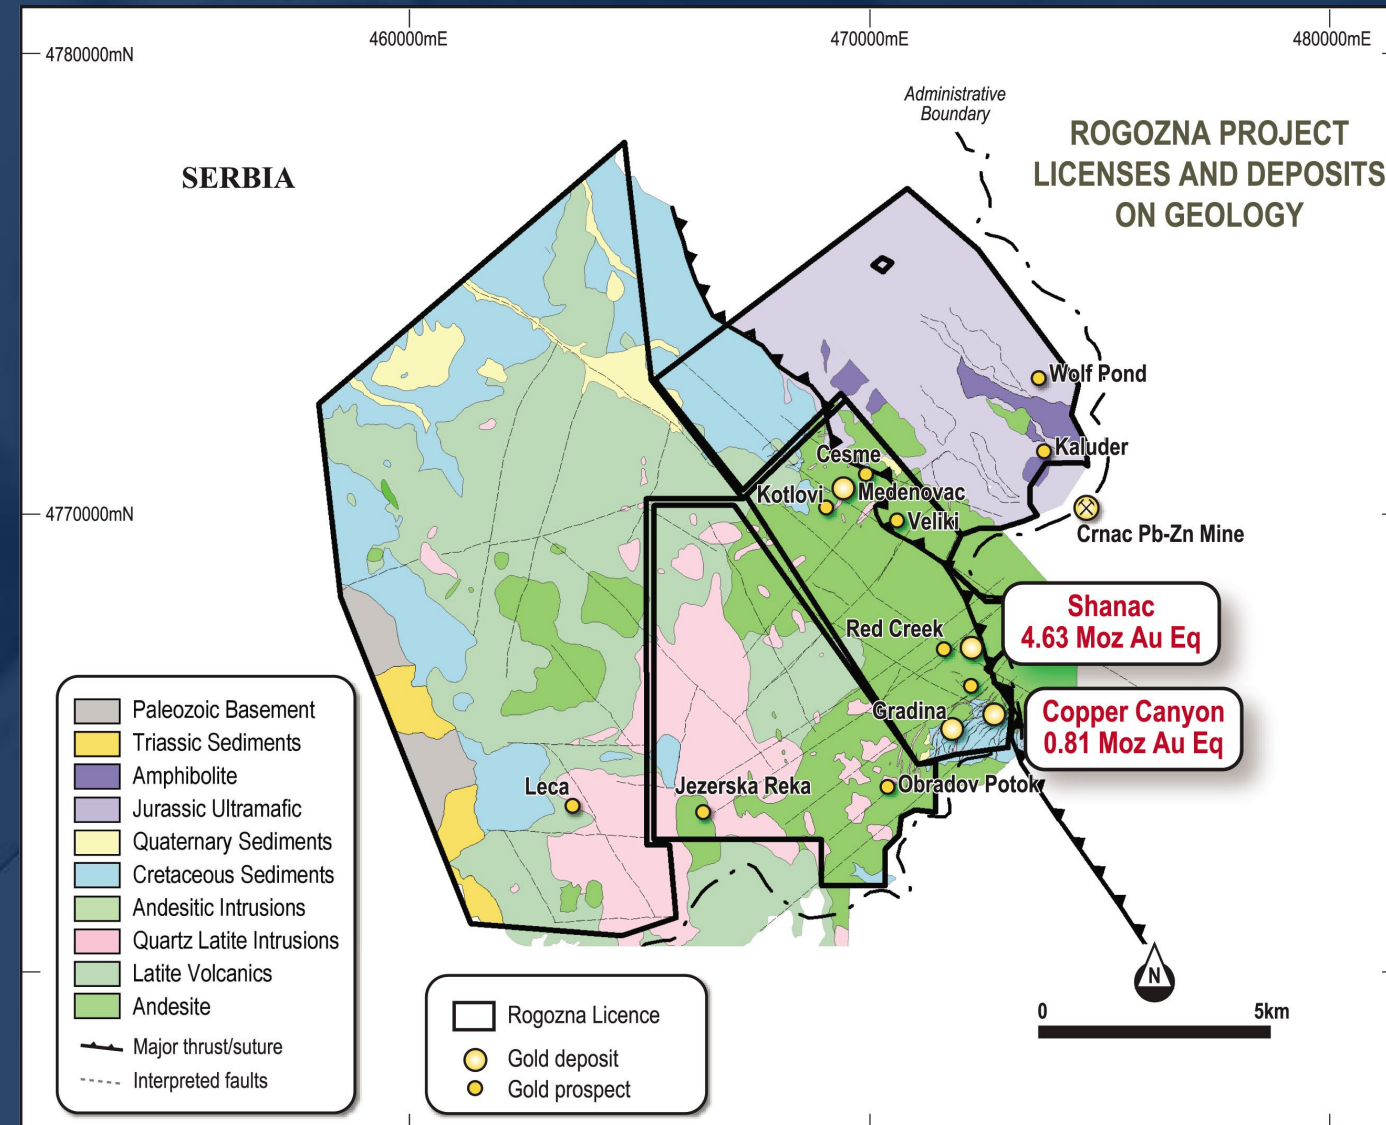 460000mE
470000mE
480000mE
4780000mN
Administrative
Boundary
ROGOZNA PROJECT
LICENSES AND DEPOSITS
ON GEOLOGY
SERBIA
Wolf Pond
Kaluder
Cesme
Kotlovi
Medenovac
Veliki
4770000mN
Crnac Pb-Zn Mine
Shanac
4.63 Moz Au Eq
Red Creek
Copper Canyon
0.81 Moz Au Eq
Gradina
Leca
Jezerska Reka
Obradov Potok
Paleozoic Basement
Triassic Sediments
Amphibolite
Jurassic Ultramafic
Quaternary Sediments
Cretaceous Sediments
Andesitic Intrusions
Quartz Latite Intrusions
Latite Volcanics
Andesite
Major thrust/suture
Interpreted faults
Rogozna Licence
Gold deposit
Gold prospect
N
0 5km